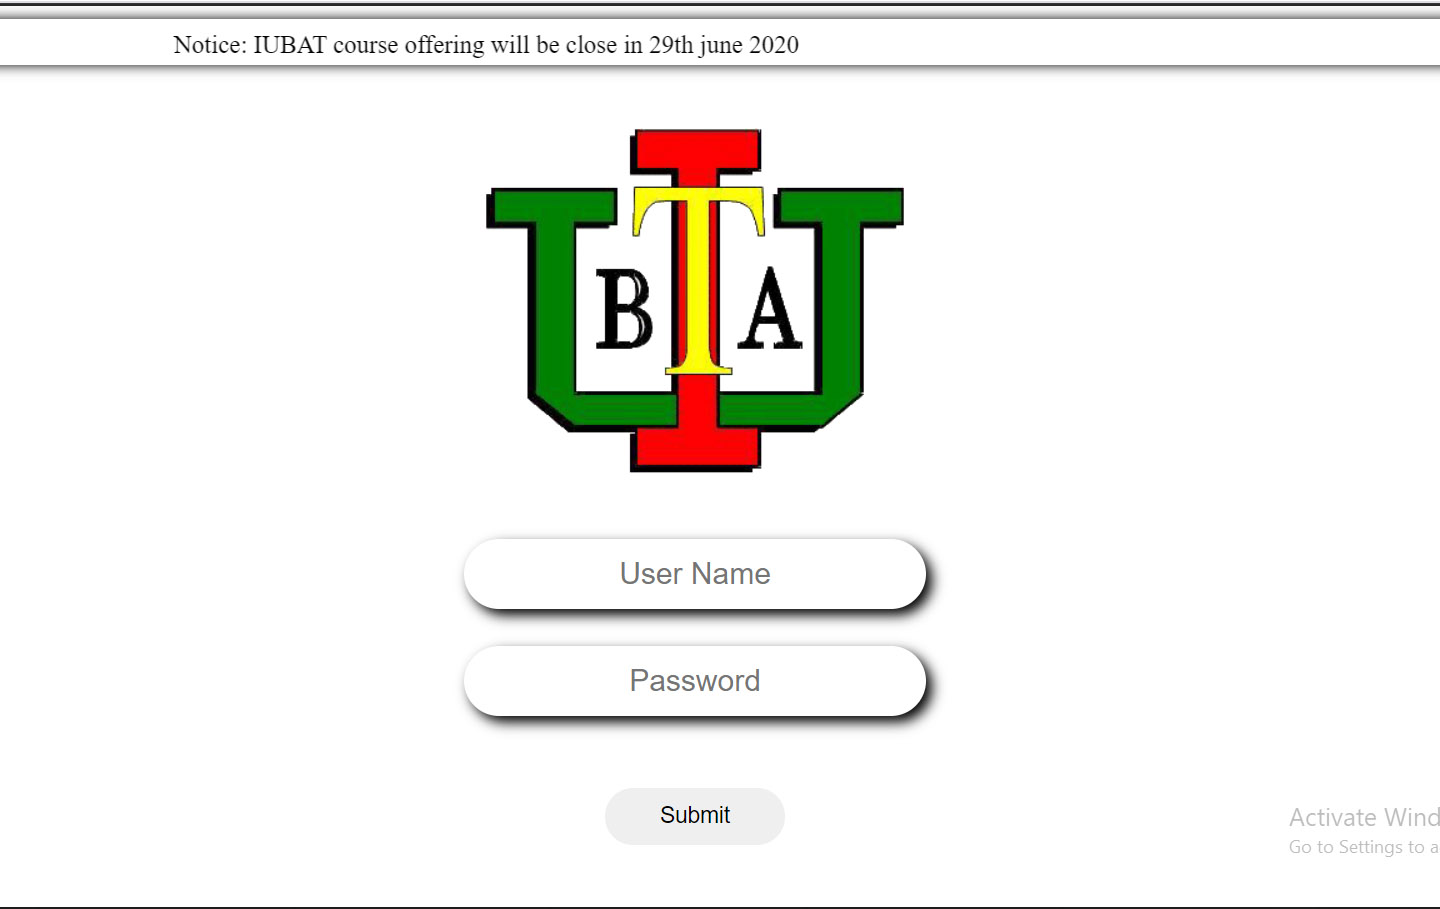 Notice: IUBAT course offering will be close in 29th june 2020
I
U
T
B A
User Name
Password
Submit
Activate Wind
Go to Settings to a